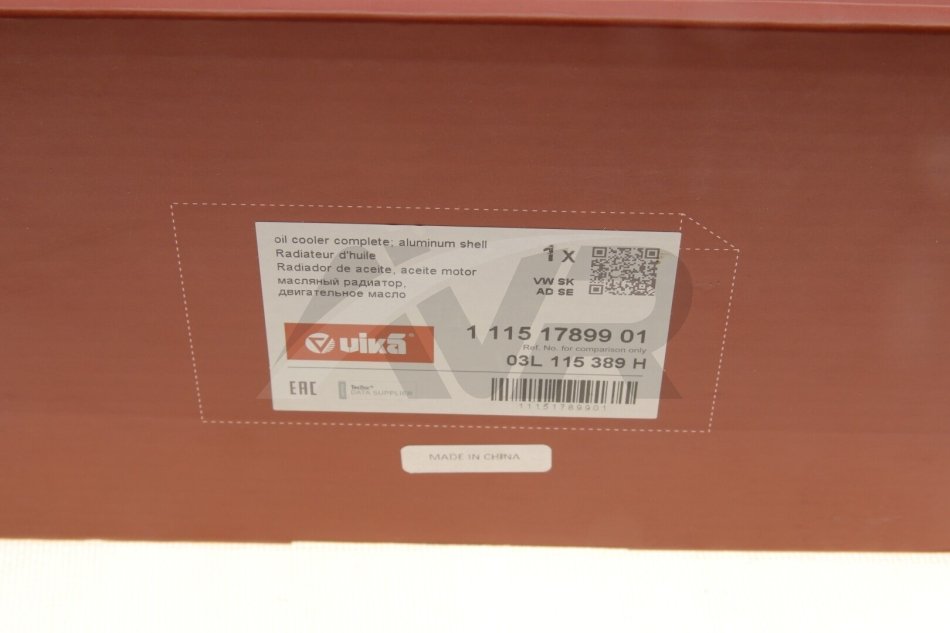 oil cooler complete; aluminum shell
Radiateur d'huile
Radiador de aceite, aceite motor
масляный радиатор,
двигательное масло
1 x
VW SK
AD SE
vika
1 115 17899 01
Ref. No. for comparison only
03L 115 389 H
EAC
TecDoc
DATA SUPPLIER
11151789901
MADE IN CHINA
AVR